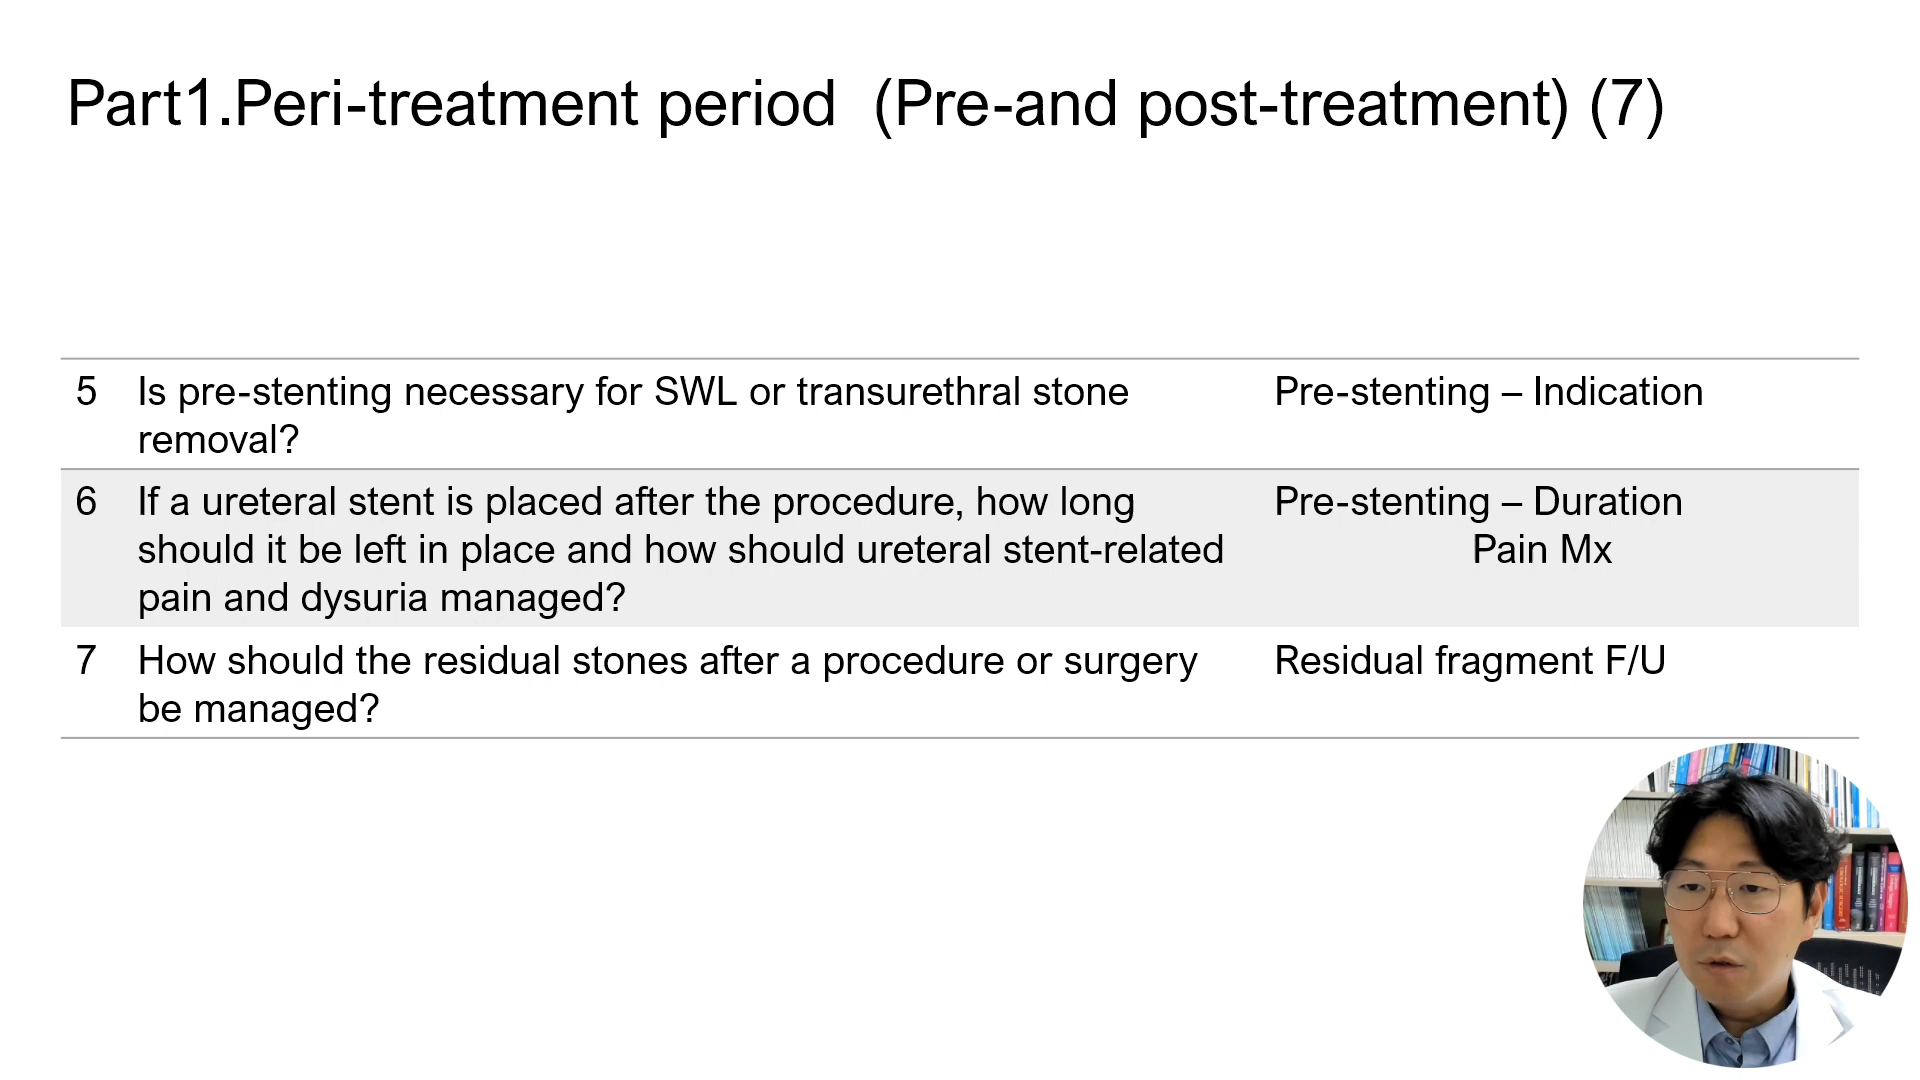 Part1.Peri-treatment period  (Pre-and post-treatment) (7)
5 Is pre-stenting necessary for SWL or transurethral stone removal? Pre-stenting – Indication
6 If a ureteral stent is placed after the procedure, how long should it be left in place and how should ureteral stent-related pain and dysuria managed? Pre-stenting – Duration Pain Mx
7 How should the residual stones after a procedure or surgery be managed? Residual fragment F/U